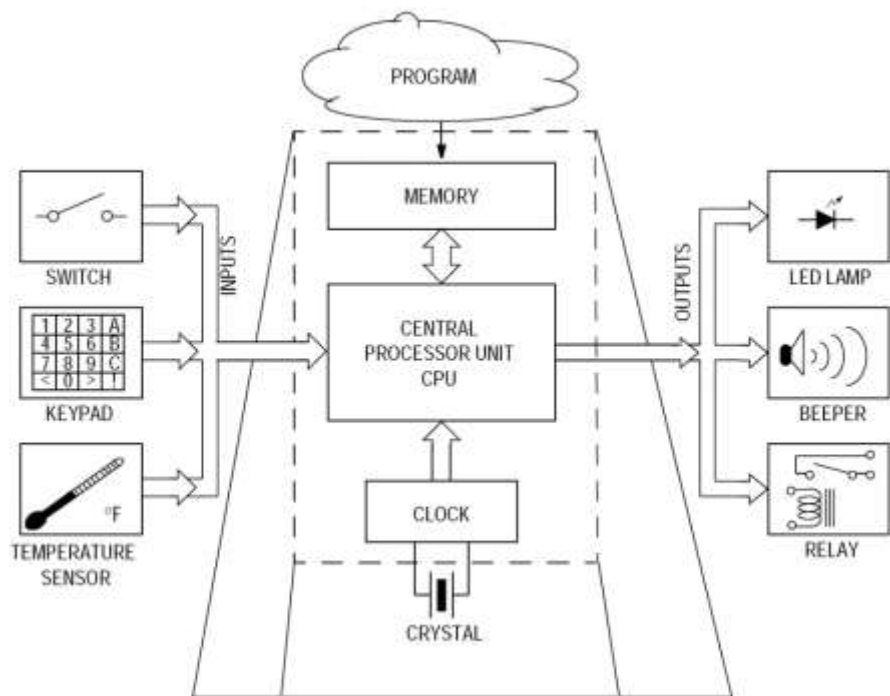 PROGRAM
MEMORY
SWITCH
INPUTS
OUTPUTS
LED LAMP
1 2 3 A
4 5 6 B
7 8 9 C
< 0 > !
KEYPAD
CENTRAL
PROCESSOR UNIT
CPU
BEEPER
°F
TEMPERATURE
SENSOR
CLOCK
CRYSTAL
RELAY